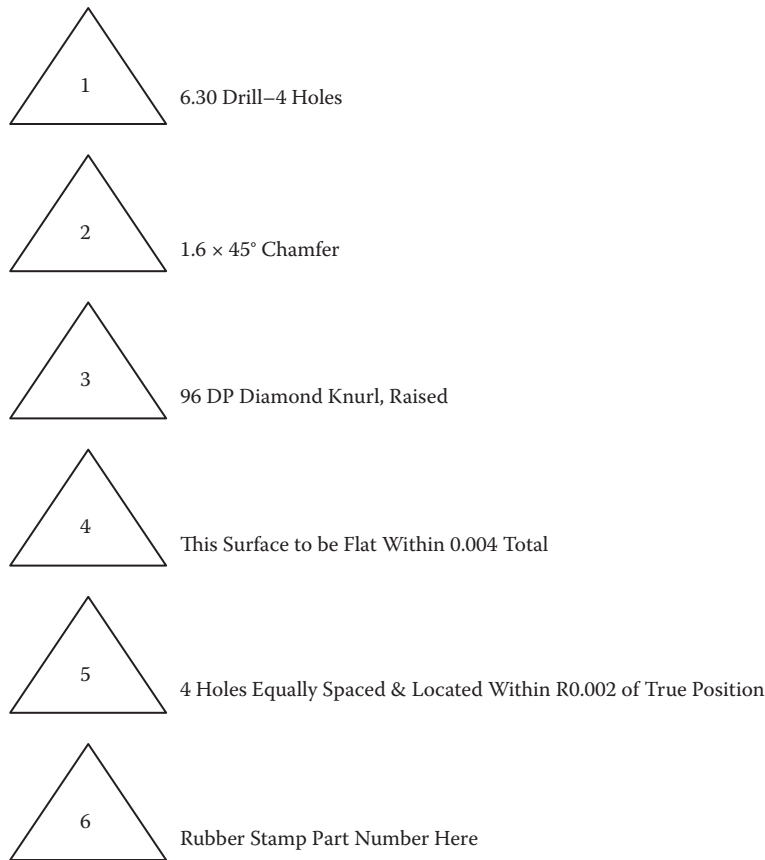 1
6.30 Drill–4 Holes
2
1.6 × 45° Chamfer
3
96 DP Diamond Knurl, Raised
4
This Surface to be Flat Within 0.004 Total
5
4 Holes Equally Spaced & Located Within R0.002 of True Position
6
Rubber Stamp Part Number Here